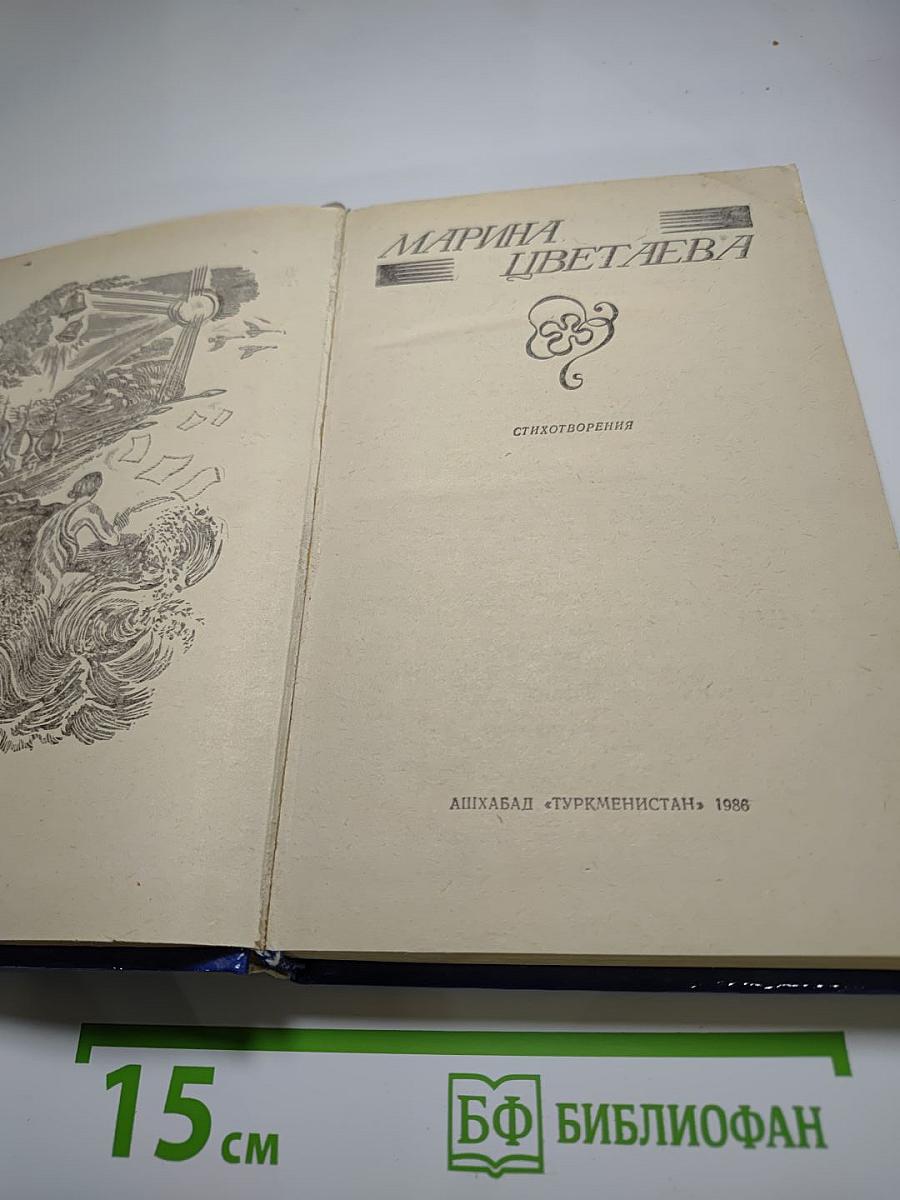 МАРИНА
ЦВЕТАЕВА
СТИХОТВОРЕНИЯ
АШХАБАД «ТУРКМЕНИСТАН» 1986
15 см
БФ БИБЛИОФАН